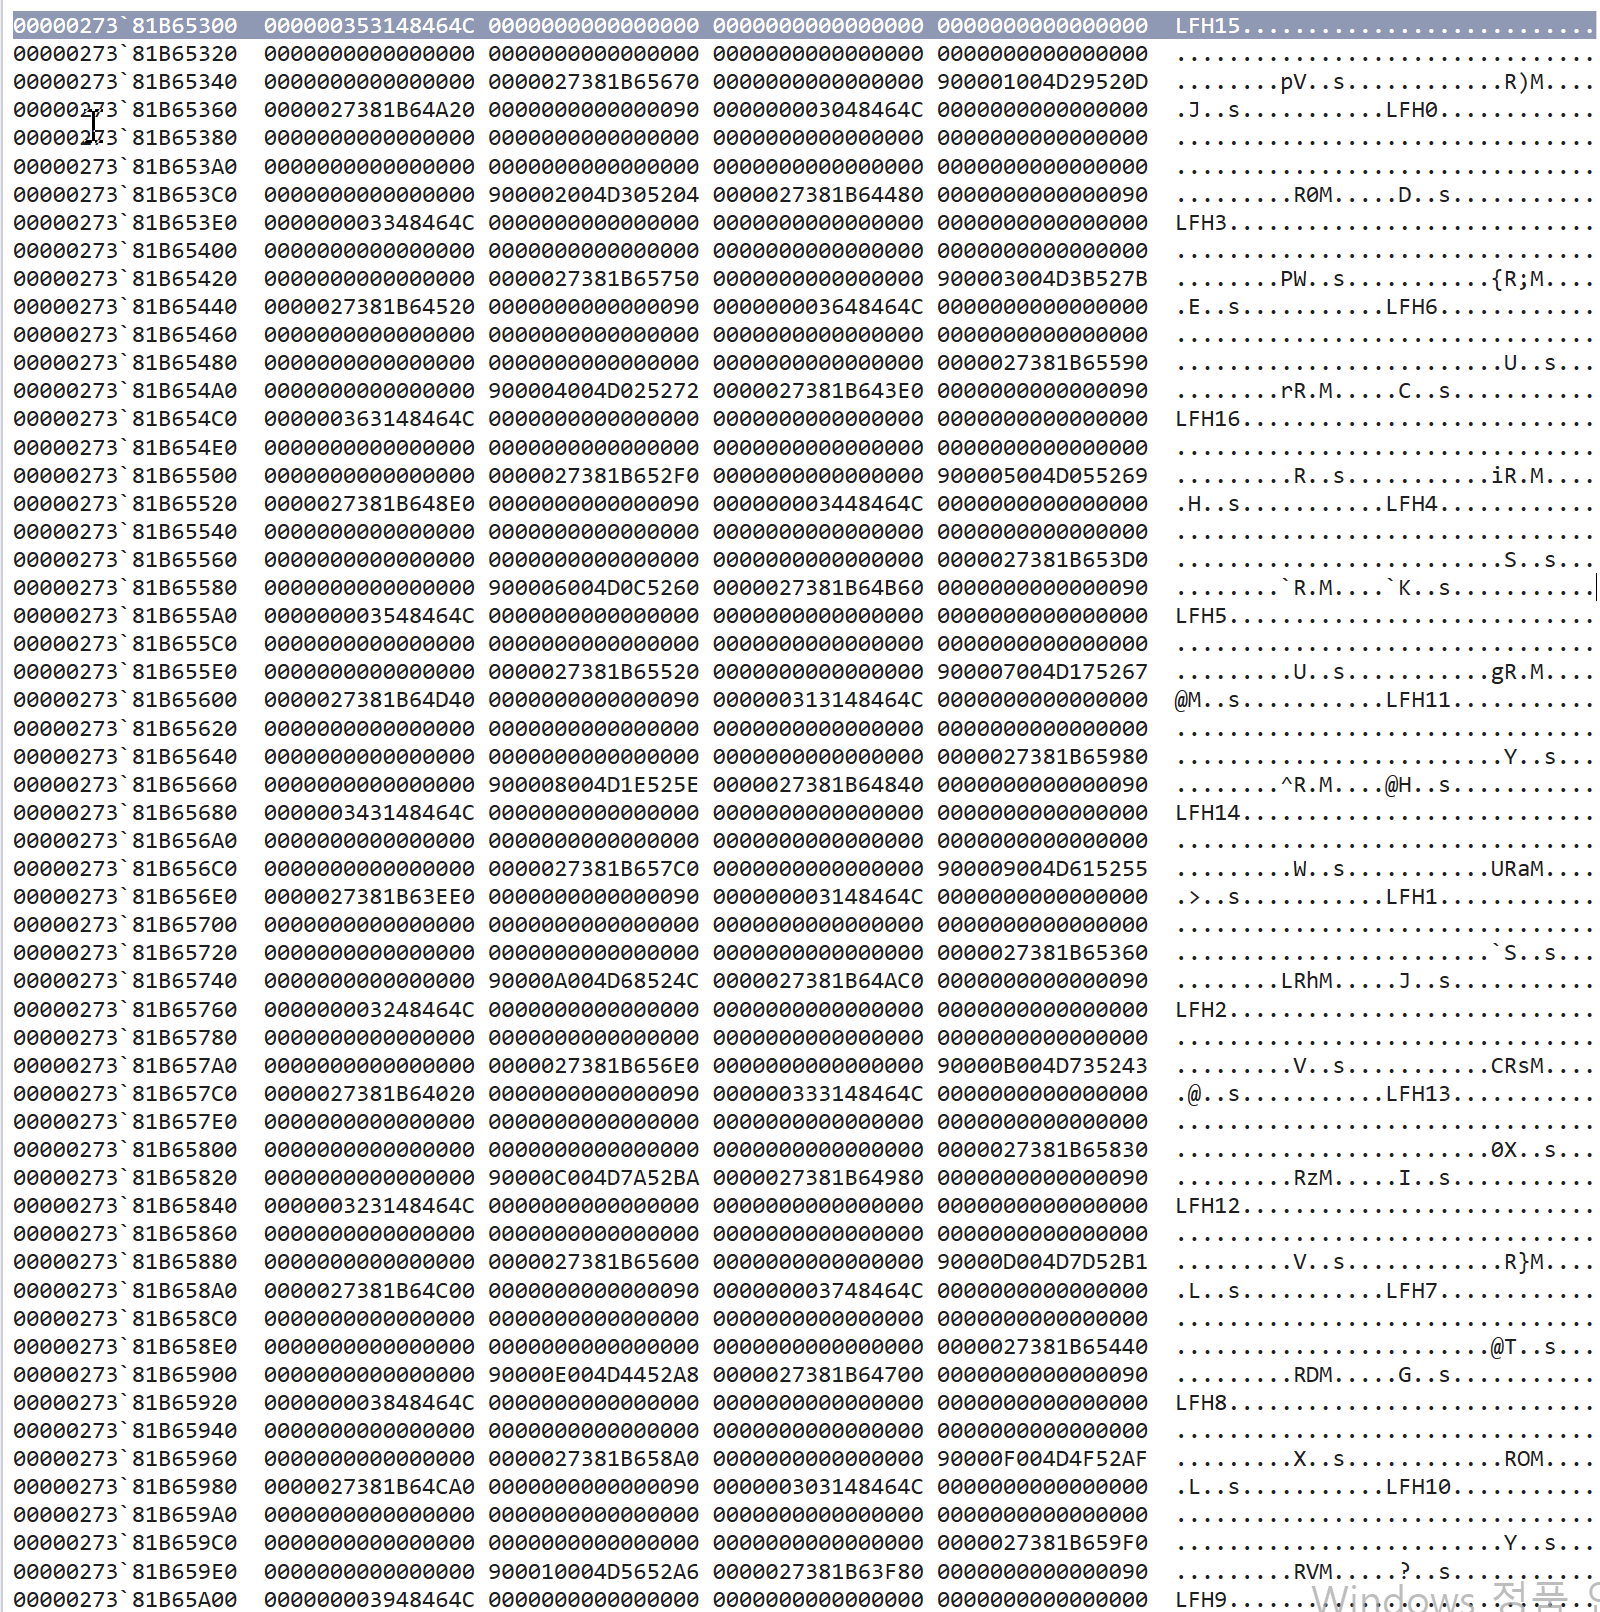 00000273`81B65300 000000353148464C 0000000000000000 0000000000000000 0000000000000000 LFH15...........................
00000273`81B65320 0000000000000000 0000000000000000 0000000000000000 0000000000000000 ................................
00000273`81B65340 0000000000000000 0000027381B65670 0000000000000000 900001004D29520D ........pV..s............R)M....
00000273`81B65360 0000027381B64A20 0000000000000090 000000003048464C 0000000000000000 .J..s...........LFH0............
00000273`81B65380 0000000000000000 0000000000000000 0000000000000000 0000000000000000 ................................
00000273`81B653A0 0000000000000000 0000000000000000 0000000000000000 0000000000000000 ................................
00000273`81B653C0 0000000000000000 900002004D305204 0000027381B64480 0000000000000090 .........R0M.....D..s...........
00000273`81B653E0 000000003348464C 0000000000000000 0000000000000000 0000000000000000 LFH3............................
00000273`81B65400 0000000000000000 0000000000000000 0000000000000000 0000000000000000 ................................
00000273`81B65420 0000000000000000 0000027381B65750 0000000000000000 900003004D3B527B ........PW..s...........{R;M....
00000273`81B65440 0000027381B64520 0000000000000090 000000003648464C 0000000000000000 .E..s...........LFH6............
00000273`81B65460 0000000000000000 0000000000000000 0000000000000000 0000000000000000 ................................
00000273`81B65480 0000000000000000 0000000000000000 0000000000000000 0000027381B65590 .........................U..s...
00000273`81B654A0 0000000000000000 900004004D025272 0000027381B643E0 0000000000000090 ........rR.M.....C..s...........
00000273`81B654C0 000000363148464C 0000000000000000 0000000000000000 0000000000000000 LFH16...........................
00000273`81B654E0 0000000000000000 0000000000000000 0000000000000000 0000000000000000 ................................
00000273`81B65500 0000000000000000 0000027381B652F0 0000000000000000 900005004D055269 .........R..s...........iR.M....
00000273`81B65520 0000027381B648E0 0000000000000090 000000003448464C 0000000000000000 .H..s...........LFH4............
00000273`81B65540 0000000000000000 0000000000000000 0000000000000000 0000000000000000 ................................
00000273`81B65560 0000000000000000 0000000000000000 0000000000000000 0000027381B653D0 .........................S..s...
00000273`81B65580 0000000000000000 900006004D0C5260 0000027381B64B60 0000000000000090 ........`R.M....`K..s...........
00000273`81B655A0 000000003548464C 0000000000000000 0000000000000000 0000000000000000 LFH5............................
00000273`81B655C0 0000000000000000 0000000000000000 0000000000000000 0000000000000000 ................................
00000273`81B655E0 0000000000000000 0000027381B65520 0000000000000000 900007004D175267 .........U..s...........gR.M....
00000273`81B65600 0000027381B64D40 0000000000000090 000000313148464C 0000000000000000 @M..s...........LFH11...........
00000273`81B65620 0000000000000000 0000000000000000 0000000000000000 0000000000000000 ................................
00000273`81B65640 0000000000000000 0000000000000000 0000000000000000 0000027381B65980 .........................Y..s...
00000273`81B65660 0000000000000000 900008004D1E525E 0000027381B64840 0000000000000090 ........^R.M....@H..s...........
00000273`81B65680 000000343148464C 0000000000000000 0000000000000000 0000000000000000 LFH14...........................
00000273`81B656A0 0000000000000000 0000000000000000 0000000000000000 0000000000000000 ................................
00000273`81B656C0 0000000000000000 0000027381B657C0 0000000000000000 900009004D615255 .........W..s...........URaM....
00000273`81B656E0 0000027381B63EE0 0000000000000090 000000003148464C 0000000000000000 .>..s...........LFH1............
00000273`81B65700 0000000000000000 0000000000000000 0000000000000000 0000000000000000 ................................
00000273`81B65720 0000000000000000 0000000000000000 0000000000000000 0000027381B65360 ........................`S..s...
00000273`81B65740 0000000000000000 90000A004D68524C 0000027381B64AC0 0000000000000090 ........LRhM.....J..s...........
00000273`81B65760 000000003248464C 0000000000000000 0000000000000000 0000000000000000 LFH2............................
00000273`81B65780 0000000000000000 0000000000000000 0000000000000000 0000000000000000 ................................
00000273`81B657A0 0000000000000000 0000027381B656E0 0000000000000000 90000B004D735243 .........V..s...........CRsM....
00000273`81B657C0 0000027381B64020 0000000000000090 000000333148464C 0000000000000000 .@..s...........LFH13...........
00000273`81B657E0 0000000000000000 0000000000000000 0000000000000000 0000000000000000 ................................
00000273`81B65800 0000000000000000 0000000000000000 0000000000000000 0000027381B65830 ........................0X..s...
00000273`81B65820 0000000000000000 90000C004D7A52BA 0000027381B64980 0000000000000090 .........RzM.....I..s...........
00000273`81B65840 000000323148464C 0000000000000000 0000000000000000 0000000000000000 LFH12...........................
00000273`81B65860 0000000000000000 0000000000000000 0000000000000000 0000000000000000 ................................
00000273`81B65880 0000000000000000 0000027381B65600 0000000000000000 90000D004D7D52B1 .........V..s............R}M....
00000273`81B658A0 0000027381B64C00 0000000000000090 000000003748464C 0000000000000000 .L..s...........LFH7............
00000273`81B658C0 0000000000000000 0000000000000000 0000000000000000 0000000000000000 ................................
00000273`81B658E0 0000000000000000 0000000000000000 0000000000000000 0000027381B65440 ........................@T..s...
00000273`81B65900 0000000000000000 90000E004D4452A8 0000027381B64700 0000000000000090 .........RDM.....G..s...........
00000273`81B65920 000000003848464C 0000000000000000 0000000000000000 0000000000000000 LFH8............................
00000273`81B65940 0000000000000000 0000000000000000 0000000000000000 0000000000000000 ................................
00000273`81B65960 0000000000000000 0000027381B658A0 0000000000000000 90000F004D4F52AF .........X..s............ROM....
00000273`81B65980 0000027381B64CA0 0000000000000090 000000303148464C 0000000000000000 .L..s...........LFH10...........
00000273`81B659A0 0000000000000000 0000000000000000 0000000000000000 0000000000000000 ................................
00000273`81B659C0 0000000000000000 0000000000000000 0000000000000000 0000027381B659F0 .........................Y..s...
00000273`81B659E0 0000000000000000 900010004D5652A6 0000027381B63F80 0000000000000090 .........RVM.....?..s...........
00000273`81B65A00 000000003948464C 0000000000000000 0000000000000000 0000000000000000 LFH9............................
Windows 정품